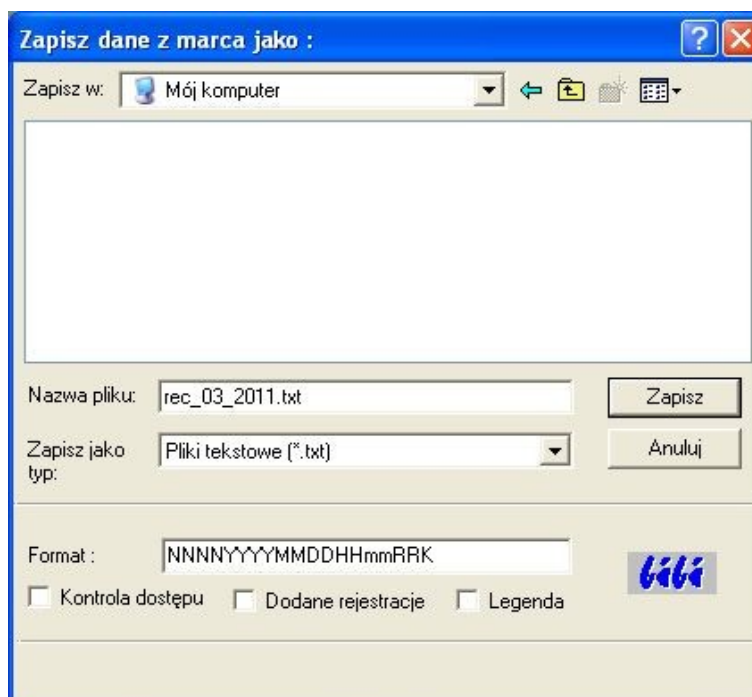 Zapisz dane z marca jako :
Zapisz w: Mój komputer
Nazwa pliku: rec_03_2011.txt Zapisz
Zapisz jako typ: Pliki tekstowe (*.txt) Anuluj
Format : NNNNYYYYMMDDHHmmRRK
bibi
Kontrola dostępu Dodane rejestracje Legenda